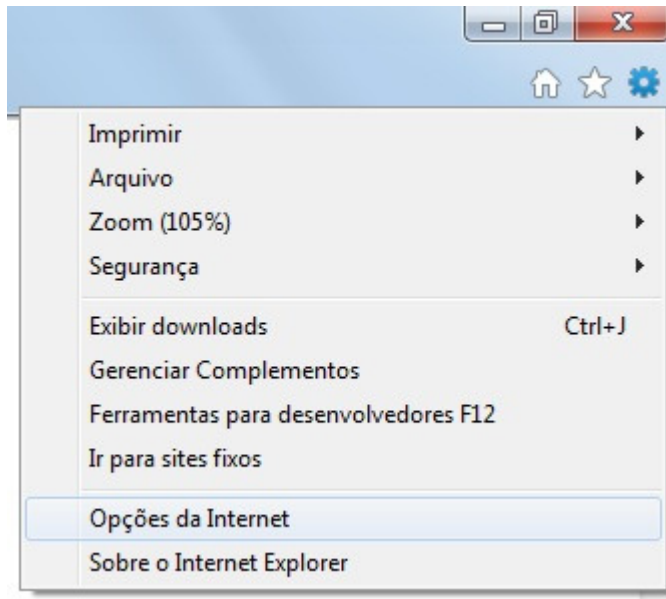 Imprimir
Arquivo
Zoom (105%)
Segurança
Exibir downloads Ctrl+J
Gerenciar Complementos
Ferramentas para desenvolvedores F12
Ir para sites fixos
Opções da Internet
Sobre o Internet Explorer